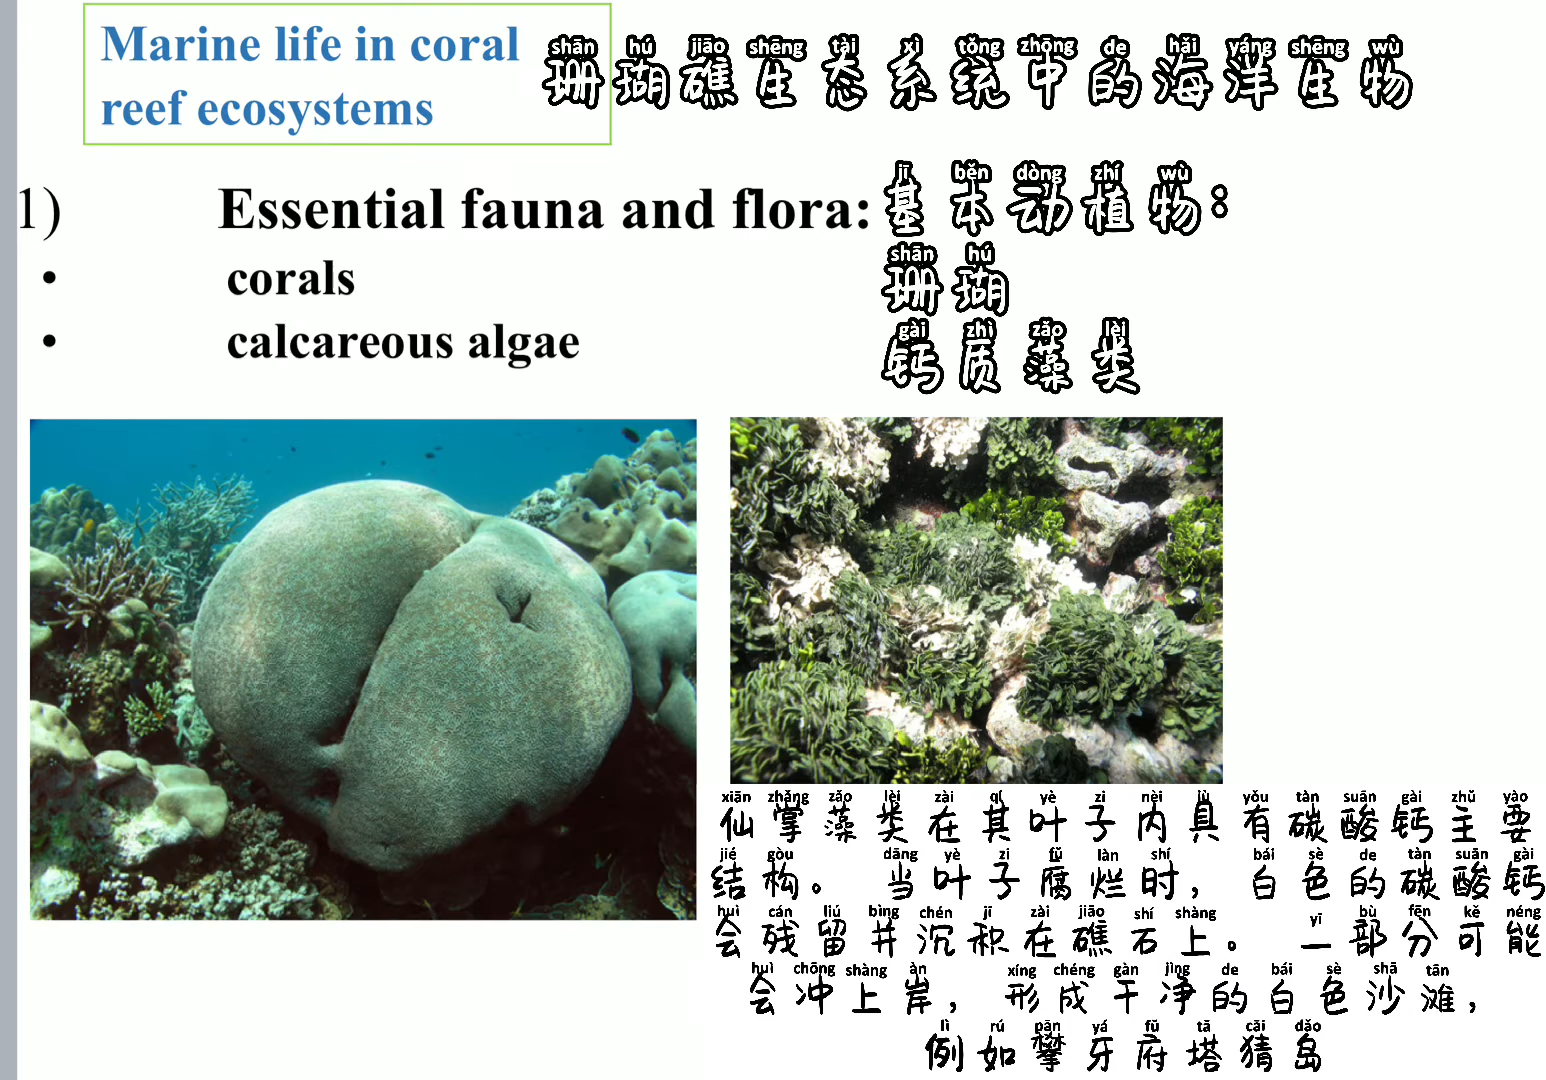 Marine life in coral
reef ecosystems
shān hú jiāo shēng tài xì tǒng zhōng de hǎi yáng shēng wù
珊瑚礁生态系统中的海洋生物
1) Essential fauna and flora:
jī běn dòng zhí wù
基本动植物：
• corals
shān hú
珊瑚
• calcareous algae
gài zhì zǎo lèi
钙质藻类
xiān zhǎng zǎo lèi zài qí yè zi nèi jù yǒu tàn suān gài zhǔ yào
仙掌藻类在其叶子内具有碳酸钙主要
jié gòu dāng yè zi fǔ làn shí bái sè de tàn suān gài
结构。 当叶子腐烂时， 白色的碳酸钙
huì cán liú bìng chén jī zài jiāo shí shàng yī bù fēn kě néng
会残留并沉积在礁石上。 一部分可能
huì chōng shàng àn xíng chéng gàn jìng de bái sè shā tān
会冲上岸， 形成干净的白色沙滩，
lì rú pān yá fǔ tǎ cāi dǎo
例如攀牙府塔猜岛